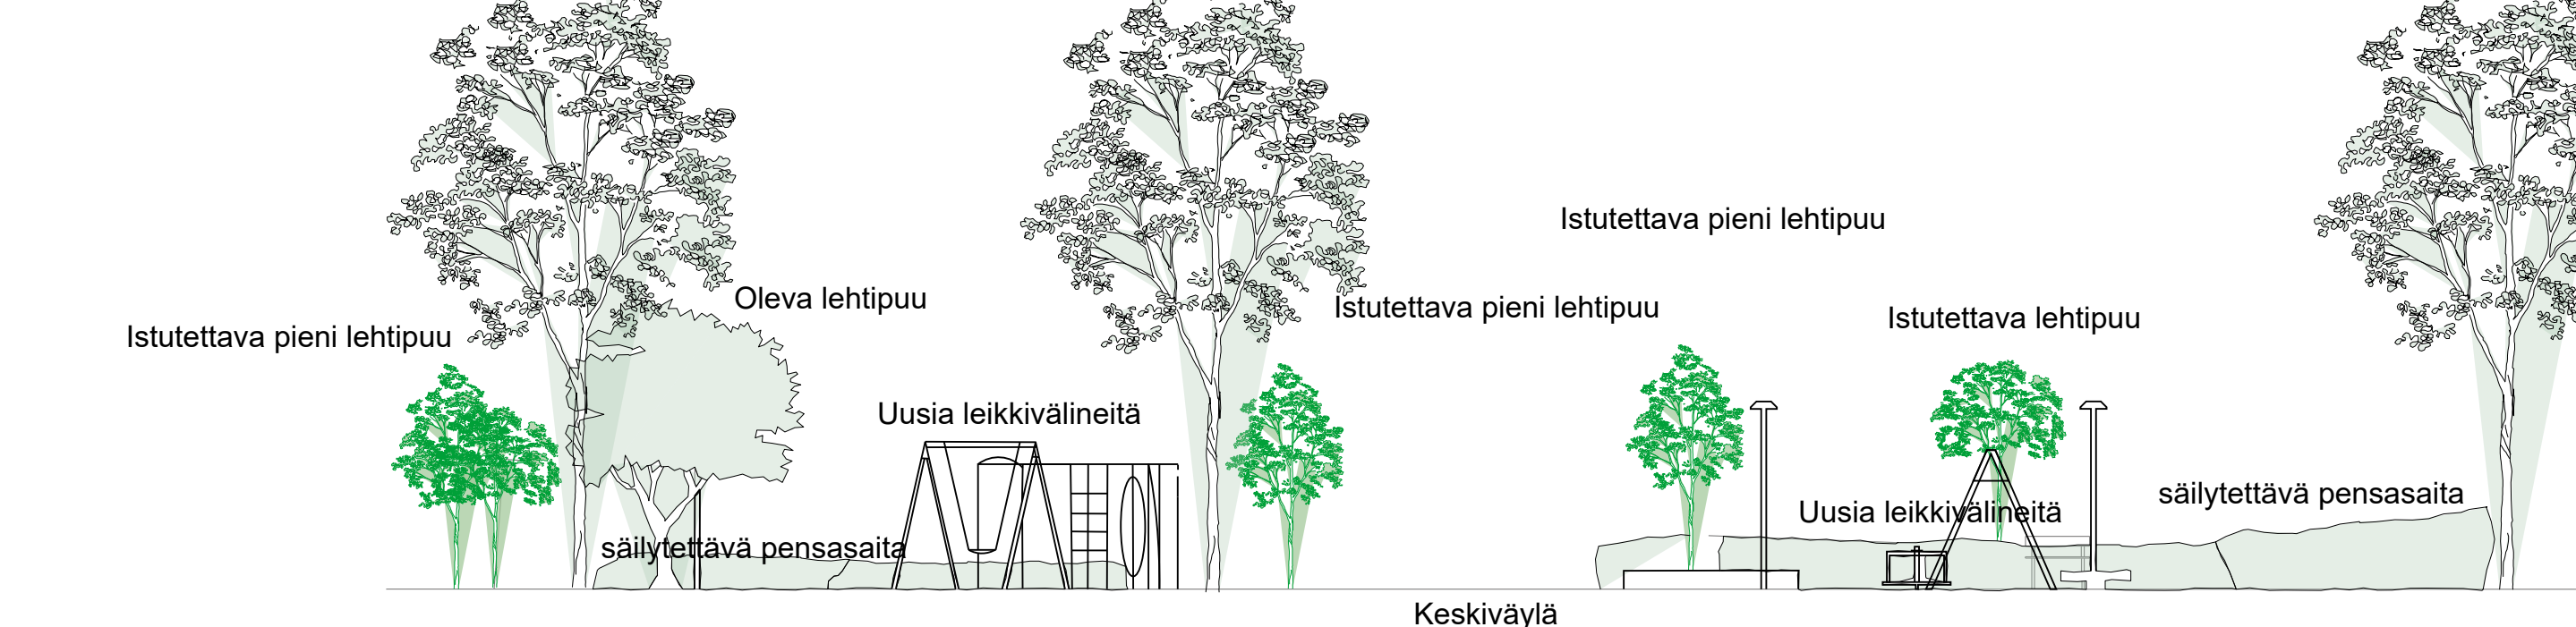 Istutettava pieni lehtipuu
Oleva lehtipuu
Istutettava pieni lehtipuu
Istutettava lehtipuu
Istutettava pieni lehtipuu
Uusia leikkivälineitä
säilytettävä pensasaita
Uusia leikkivälineitä
säilytettävä pensasaita
Keskiväylä